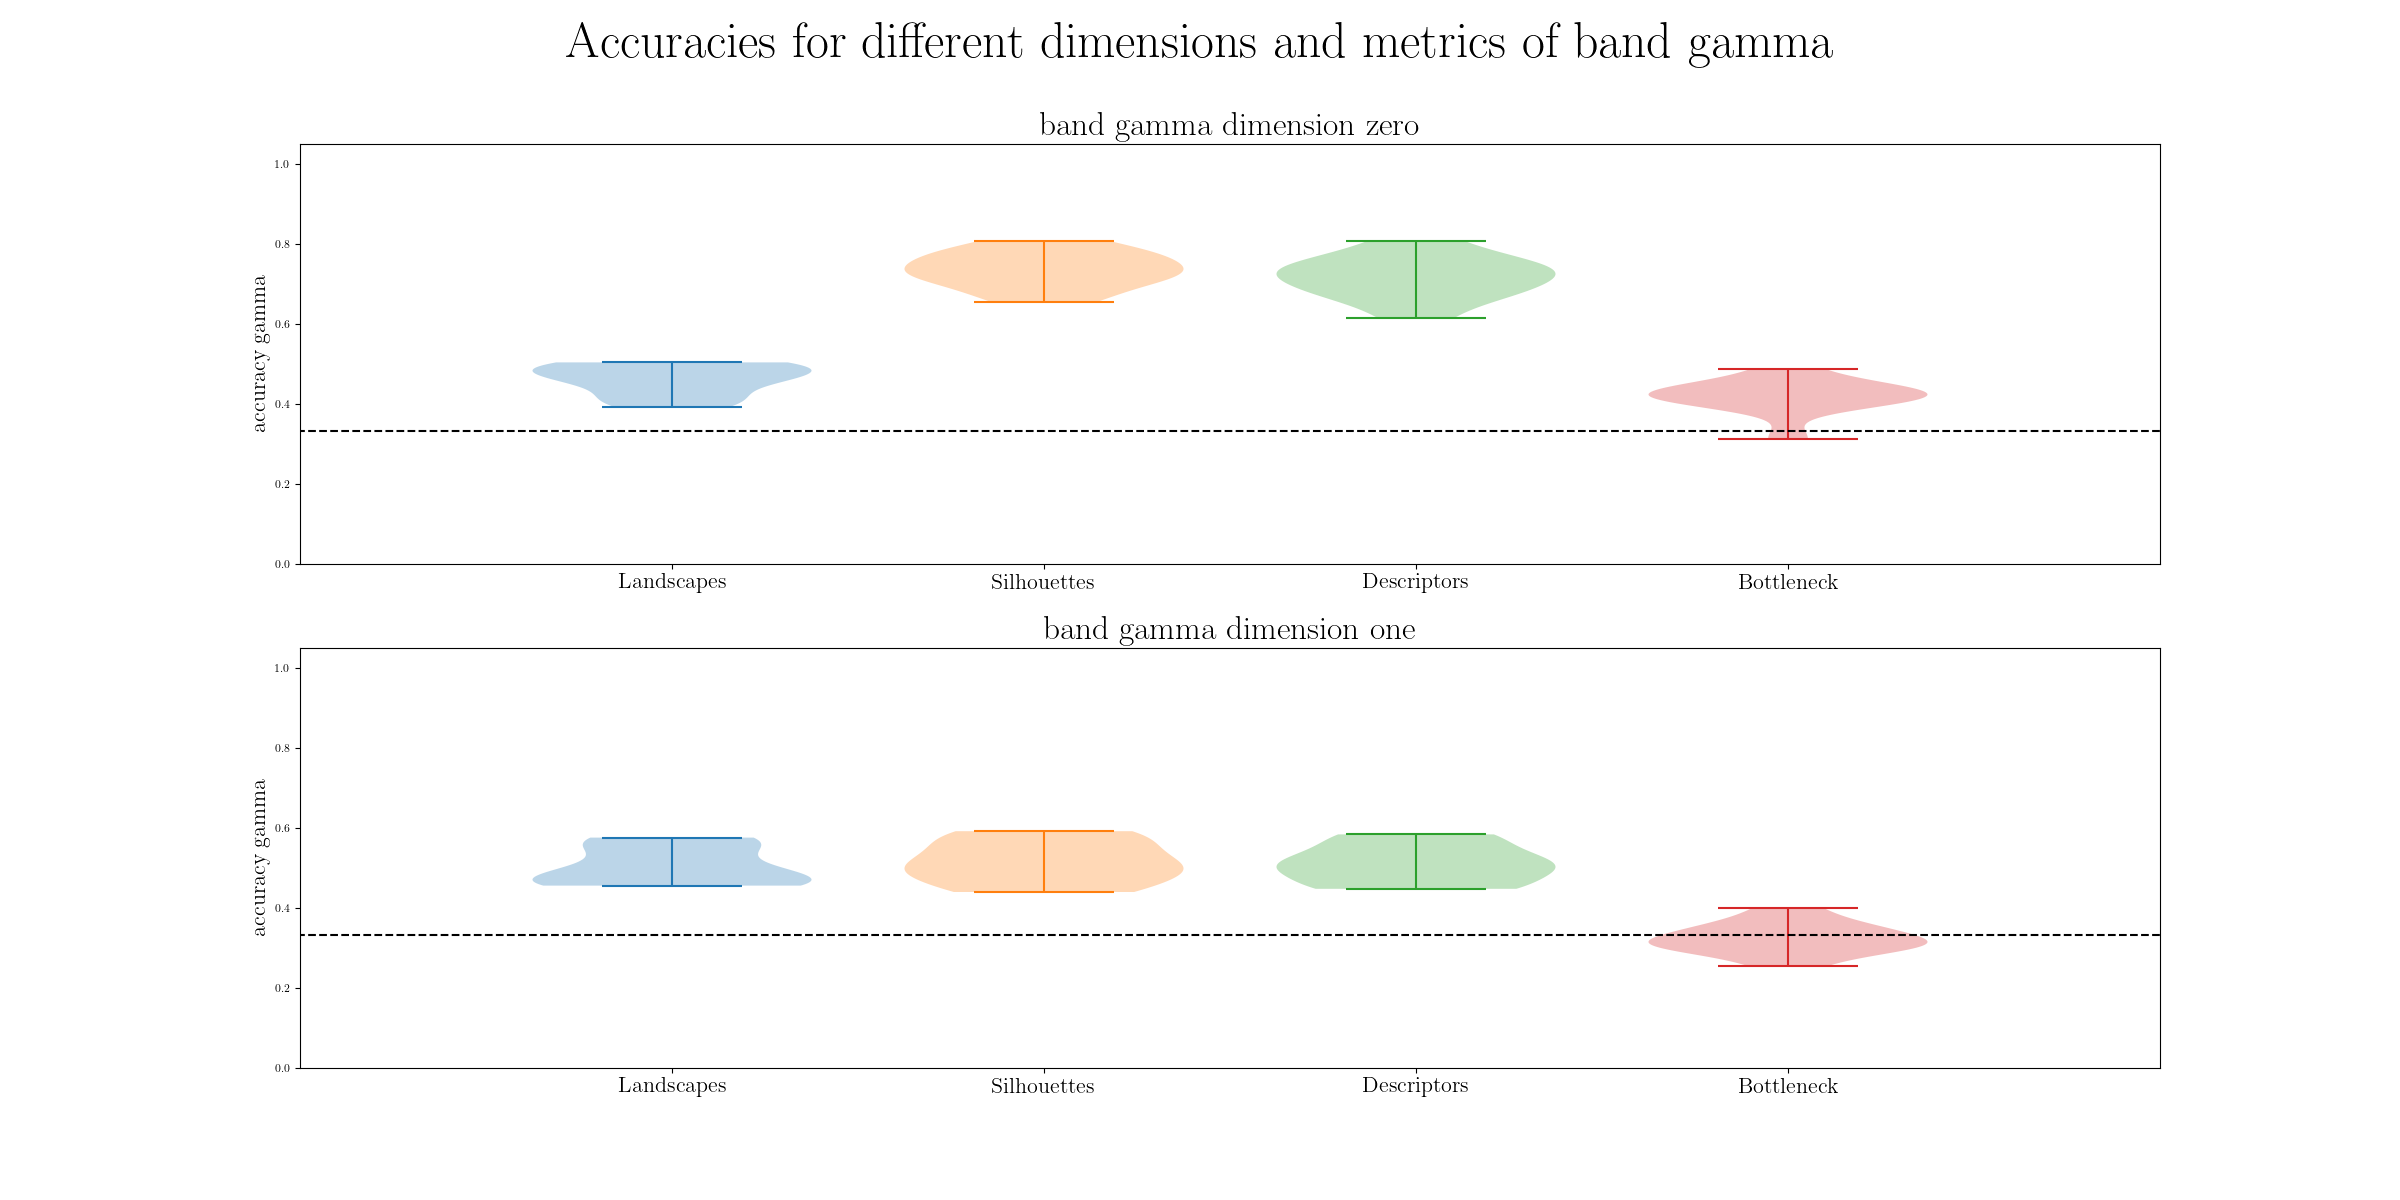 Accuracies for different dimensions and metrics of band gamma
band gamma dimension zero
accuracy gamma
1.0
0.8
0.6
0.4
0.2
0.0
Landscapes Silhouettes Descriptors Bottleneck
band gamma dimension one
accuracy gamma
1.0
0.8
0.6
0.4
0.2
0.0
Landscapes Silhouettes Descriptors Bottleneck